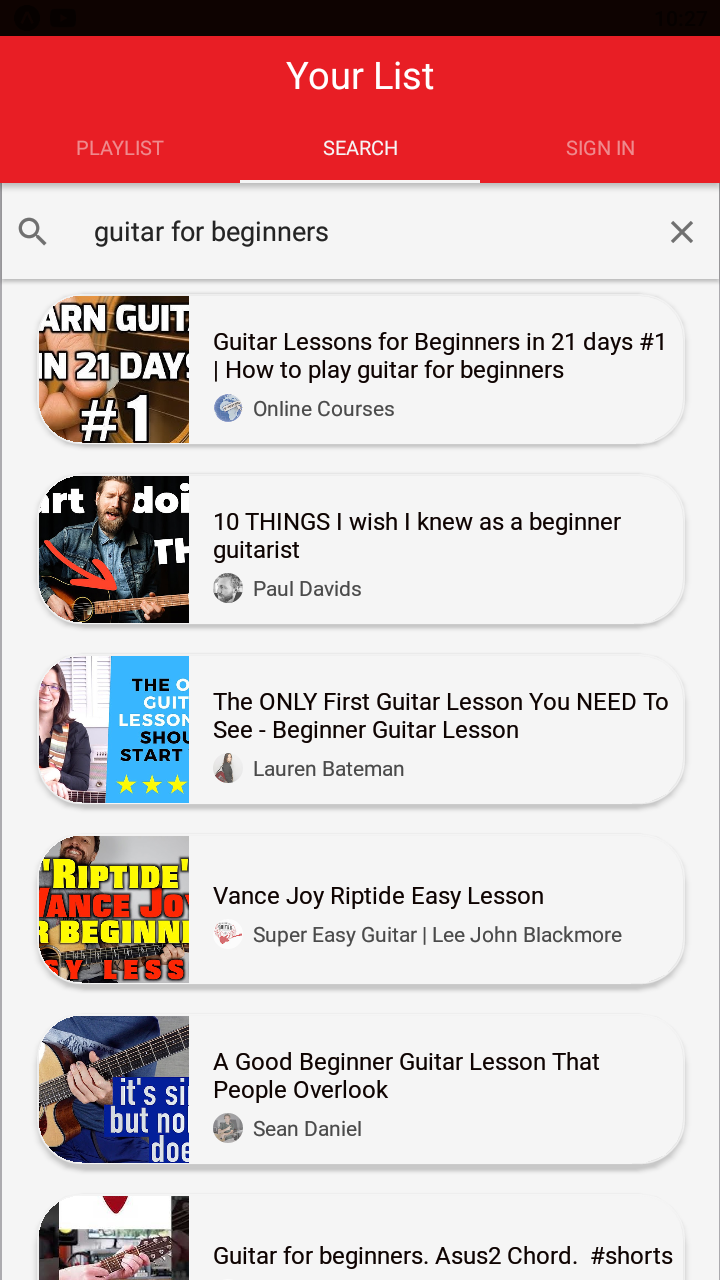 10:27
Your List
PLAYLIST
SEARCH
SIGN IN
guitar for beginners
ARN GUIT
IN 21 DAYS
#1
Guitar Lessons for Beginners in 21 days #1
| How to play guitar for beginners
Online Courses
art doi
TH
10 THINGS I wish I knew as a beginner
guitarist
Paul Davids
THE O
GUIT
LESSON
SHOU
START
The ONLY First Guitar Lesson You NEED To
See - Beginner Guitar Lesson
Lauren Bateman
"RIPTIDE"
VANCE JOY
R BEGINNE
SY LESS
Vance Joy Riptide Easy Lesson
Super Easy Guitar | Lee John Blackmore
it's si
but no
doe
A Good Beginner Guitar Lesson That
People Overlook
Sean Daniel
Guitar for beginners. Asus2 Chord. #shorts